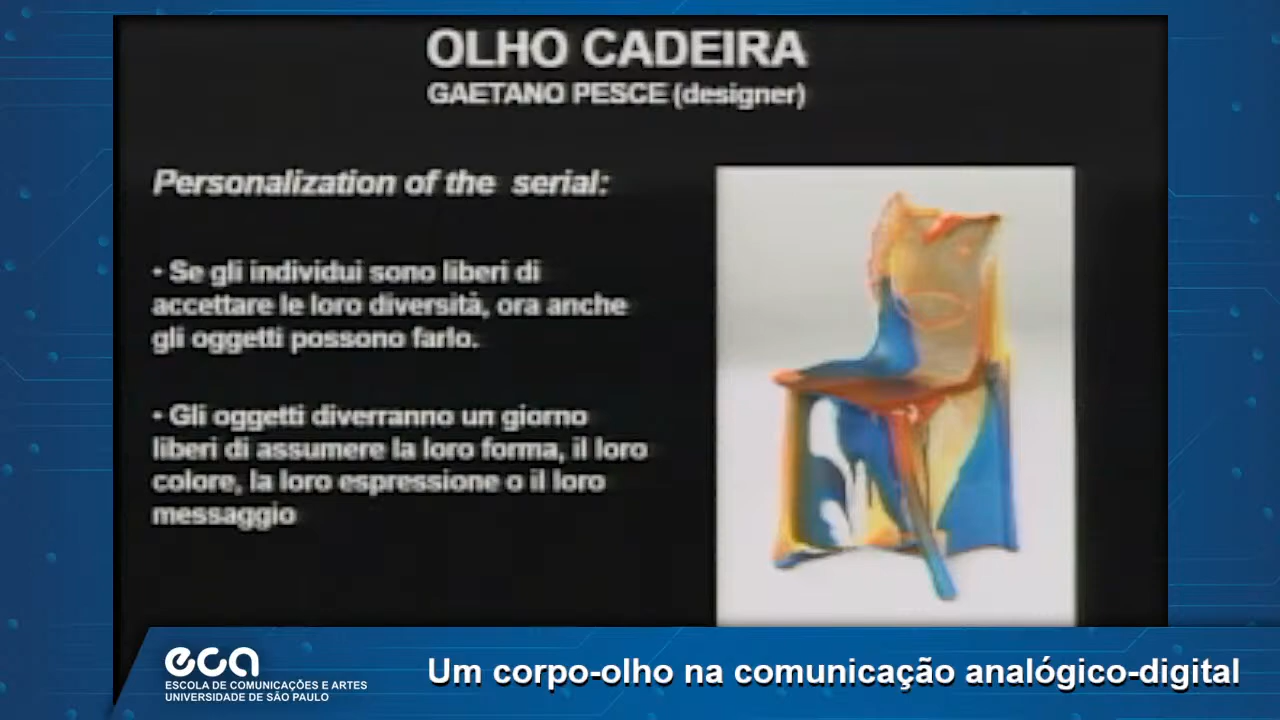 OLHO CADEIRA
GAETANO PESCE (designer)
Personalization of the serial:
• Se gli individui sono liberi di
accettare le loro diversità, ora anche
gli oggetti possono farlo.
• Gli oggetti diverranno un giorno
liberi di assumere la loro forma, il loro
colore, la loro espressione o il loro
messaggio
eca
ESCOLA DE COMUNICAÇÕES E ARTES
UNIVERSIDADE DE SÃO PAULO
Um corpo-olho na comunicação analógico-digital